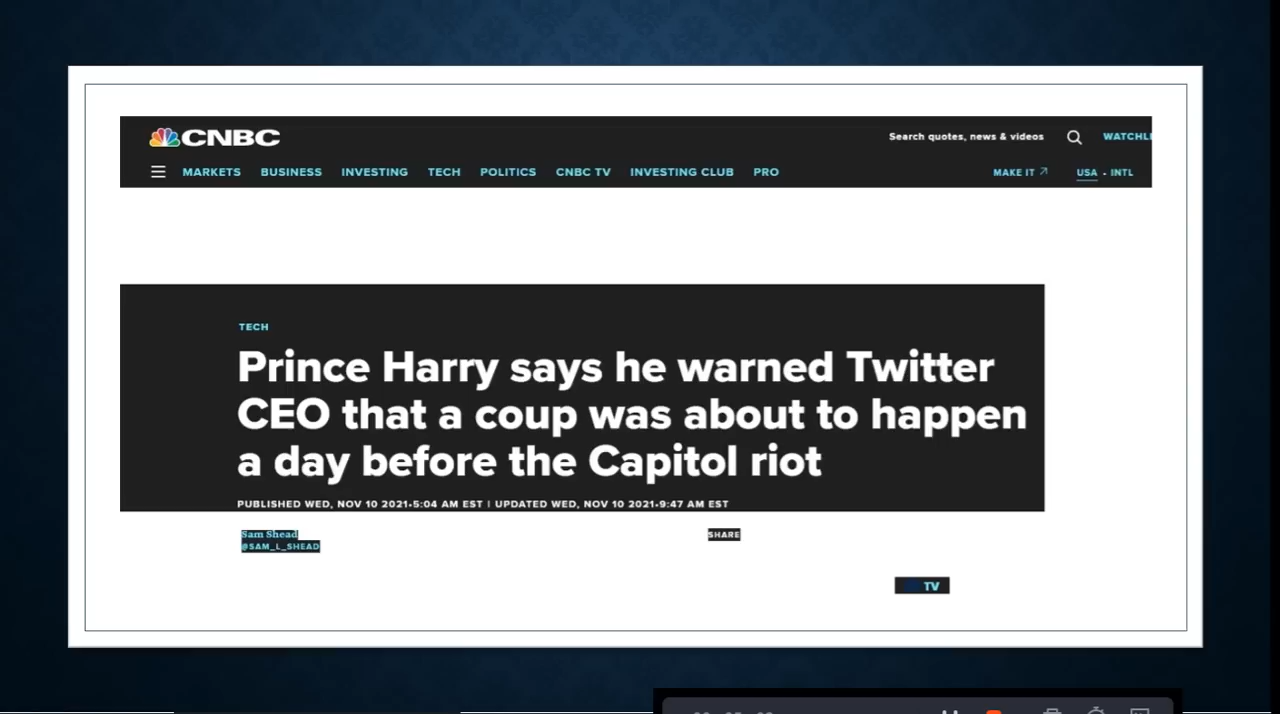 CNBC
Search quotes, news & videos
WATCHLI
MARKETS BUSINESS INVESTING TECH POLITICS CNBC TV INVESTING CLUB PRO
MAKE IT
USA • INTL
TECH
Prince Harry says he warned Twitter
CEO that a coup was about to happen
a day before the Capitol riot
PUBLISHED WED, NOV 10 2021•5:04 AM EST | UPDATED WED, NOV 10 2021•9:47 AM EST
Sam Shead
@SAM_L_SHEAD
SHARE
TV